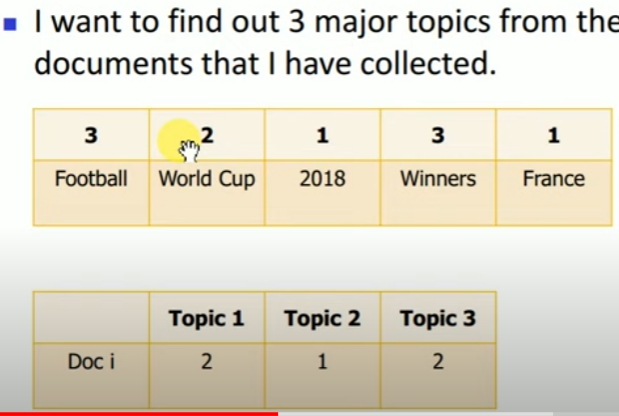 I want to find out 3 major topics from the
documents that I have collected.
3 2 1 3 1
Football World Cup 2018 Winners France
Topic 1 Topic 2 Topic 3
Doc i 2 1 2